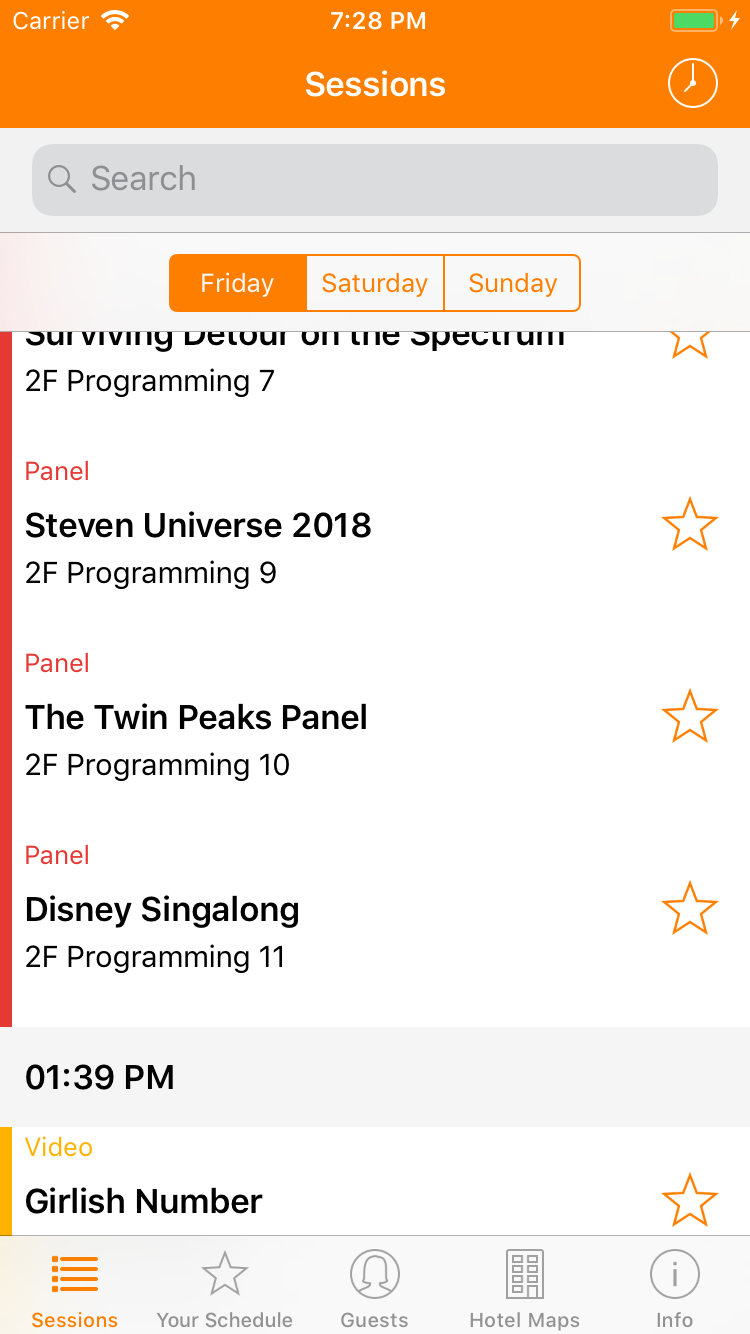 Carrier 7:28 PM
Sessions
Search
Friday Saturday Sunday
Surviving Detour on the Spectrum
2F Programming 7
Panel
Steven Universe 2018
2F Programming 9
Panel
The Twin Peaks Panel
2F Programming 10
Panel
Disney Singalong
2F Programming 11
01:39 PM
Video
Girlish Number
Sessions Your Schedule Guests Hotel Maps Info